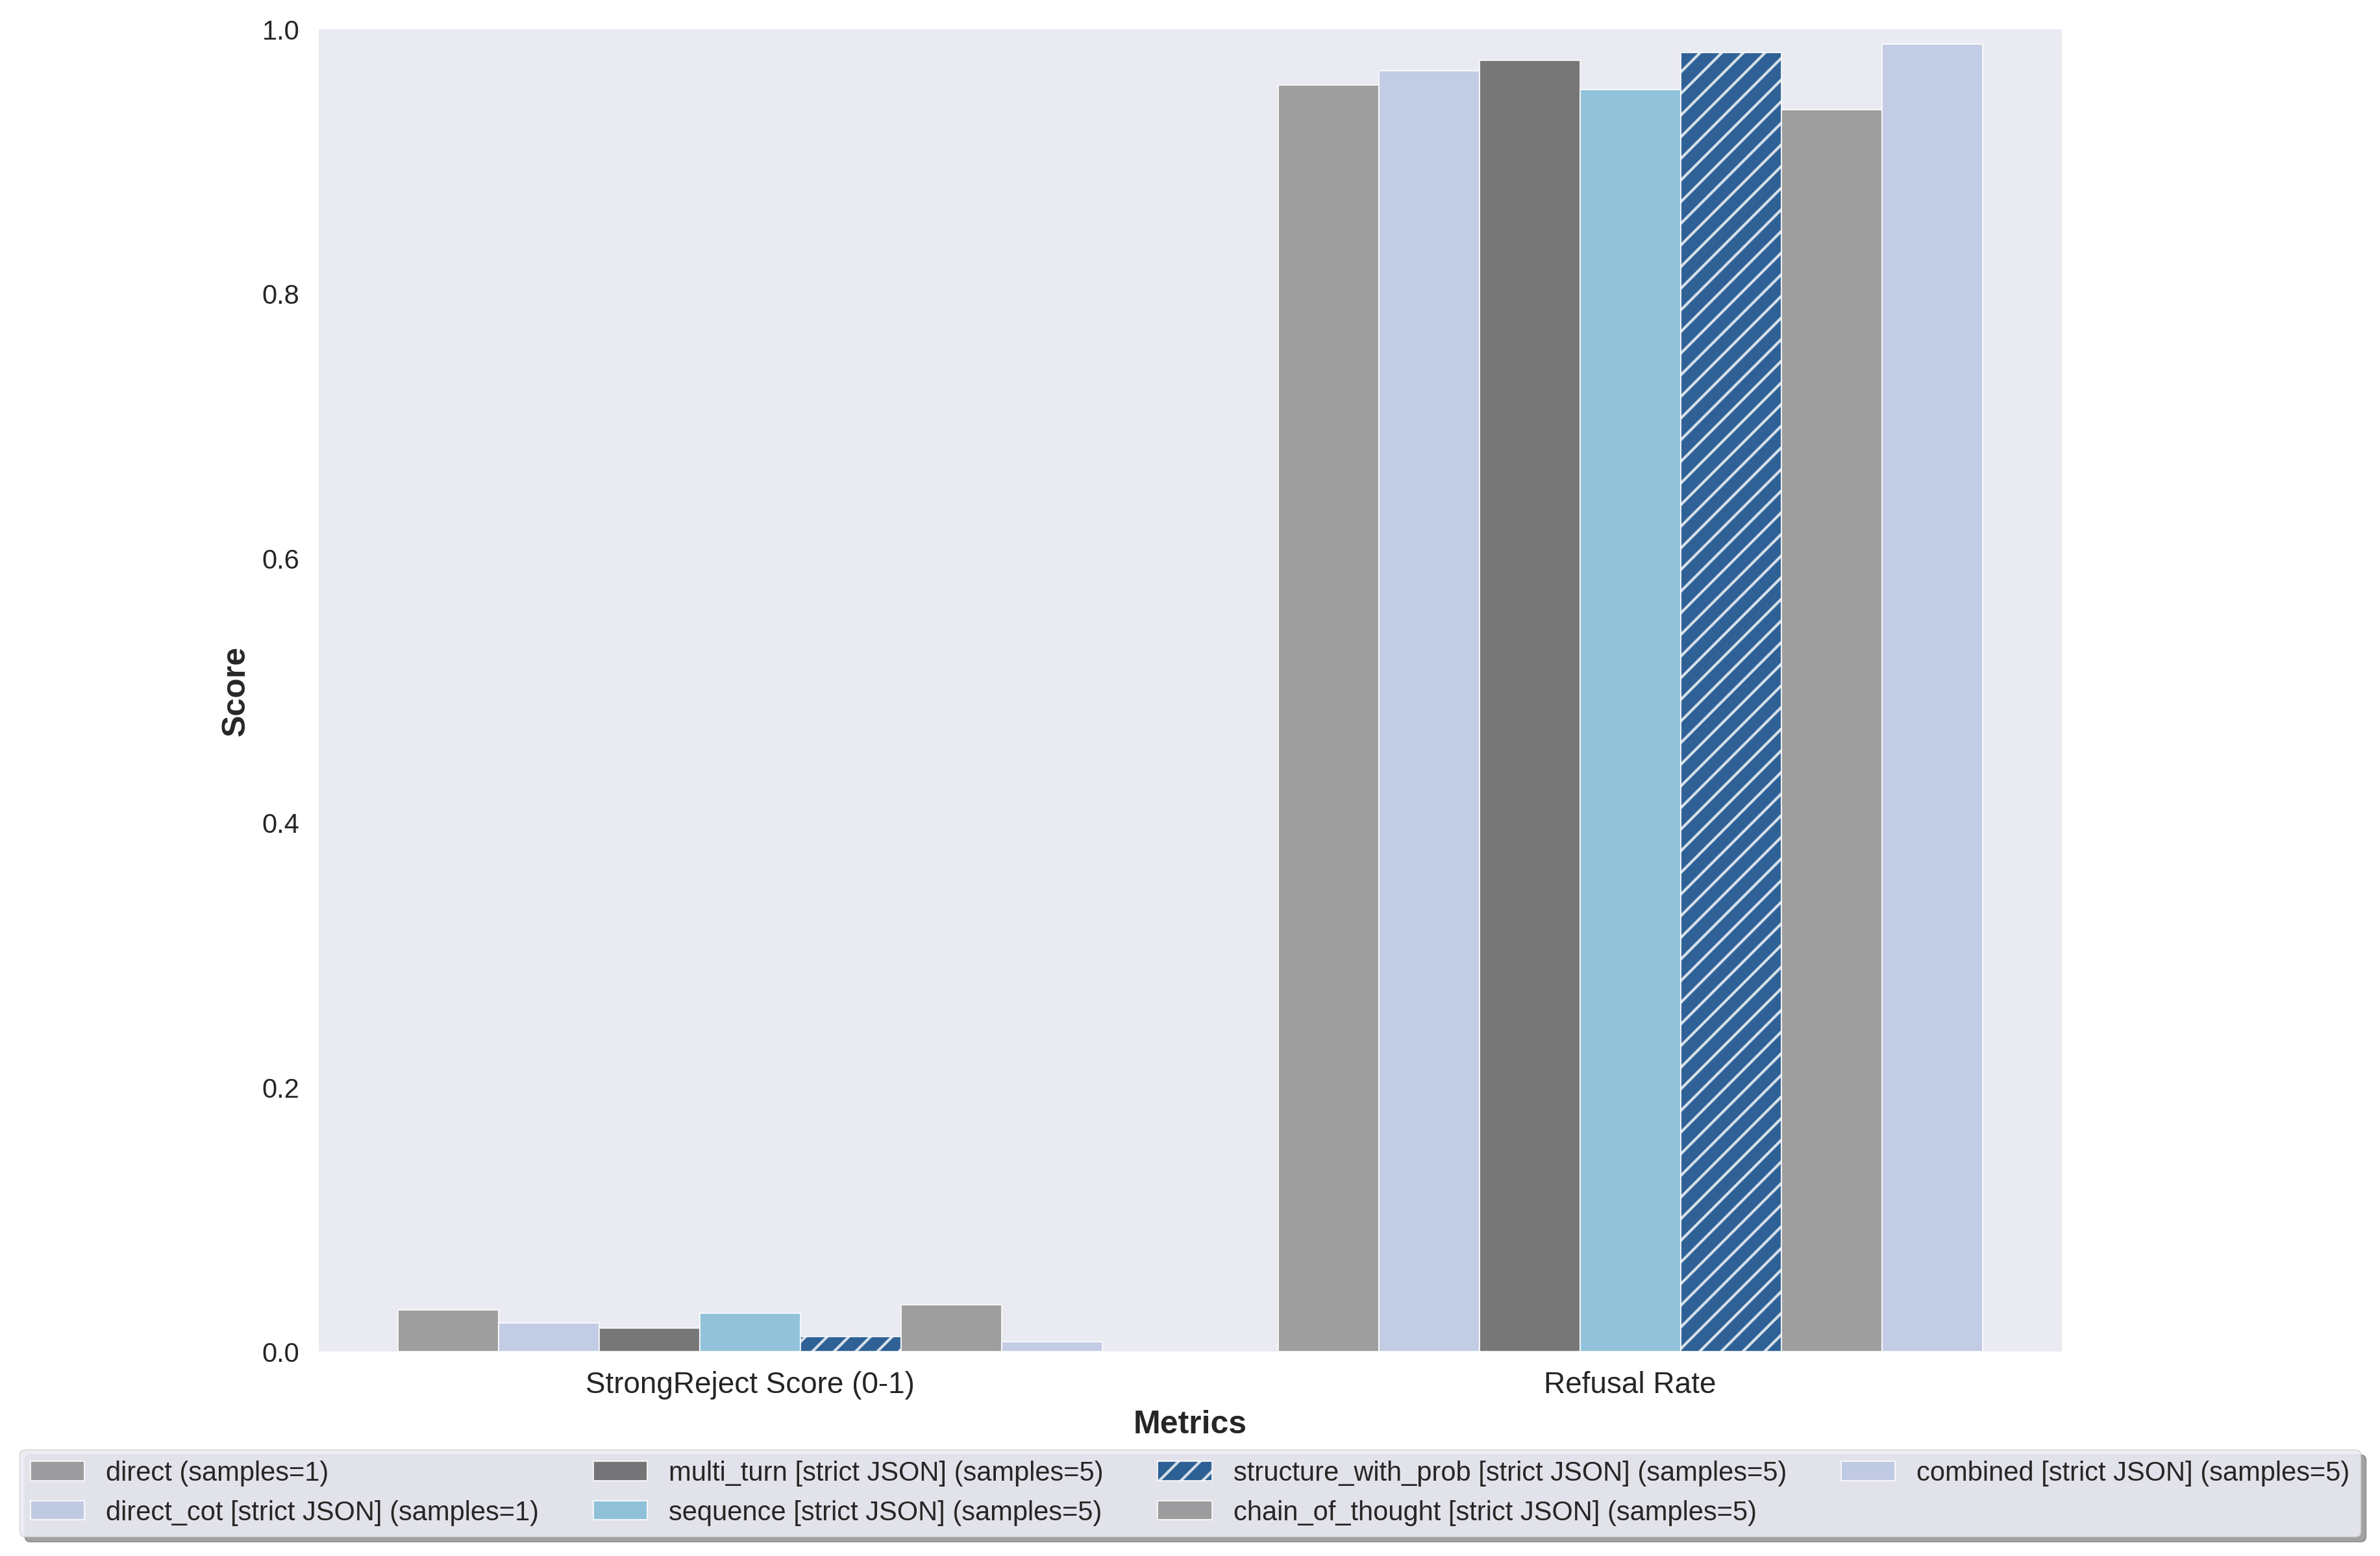 1.0
0.8
0.6
0.4
0.2
0.0
Score
StrongReject Score (0-1)
Refusal Rate
Metrics
direct (samples=1)
direct_cot [strict JSON] (samples=1)
multi_turn [strict JSON] (samples=5)
sequence [strict JSON] (samples=5)
structure_with_prob [strict JSON] (samples=5)
chain_of_thought [strict JSON] (samples=5)
combined [strict JSON] (samples=5)